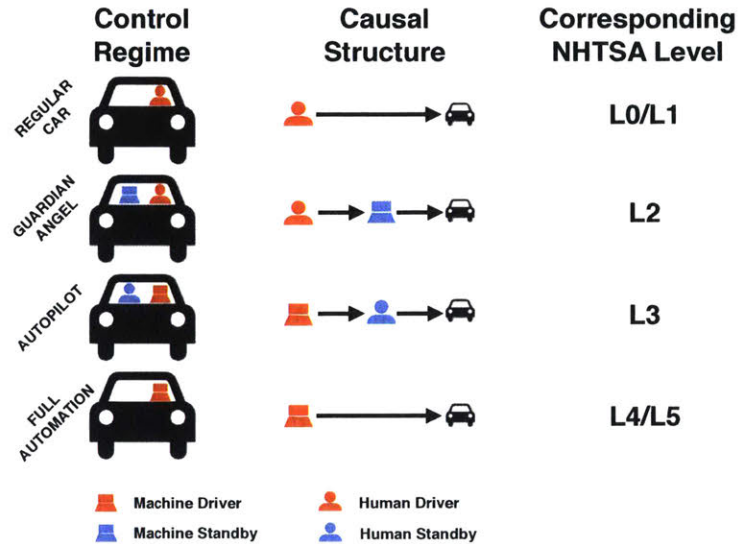 Control
Regime
Causal
Structure
Corresponding
NHTSA Level
REGULAR
CAR
L0/L1
GUARDIAN
ANGEL
L2
AUTOPILOT
L3
FULL
AUTOMATION
L4/L5
Machine Driver
Human Driver
Machine Standby
Human Standby